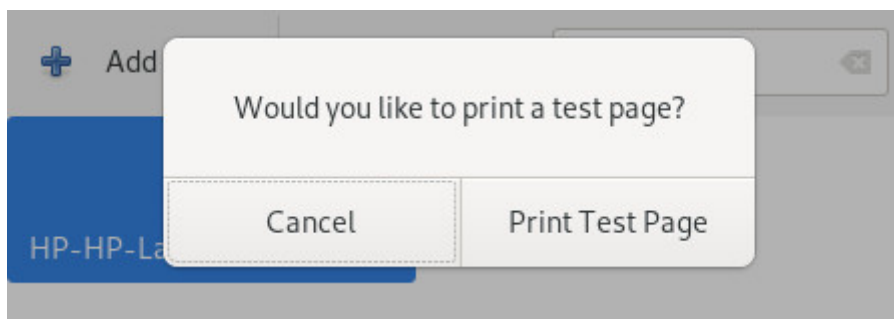 Add
Would you like to print a test page?
Cancel
Print Test Page
HP-HP-La